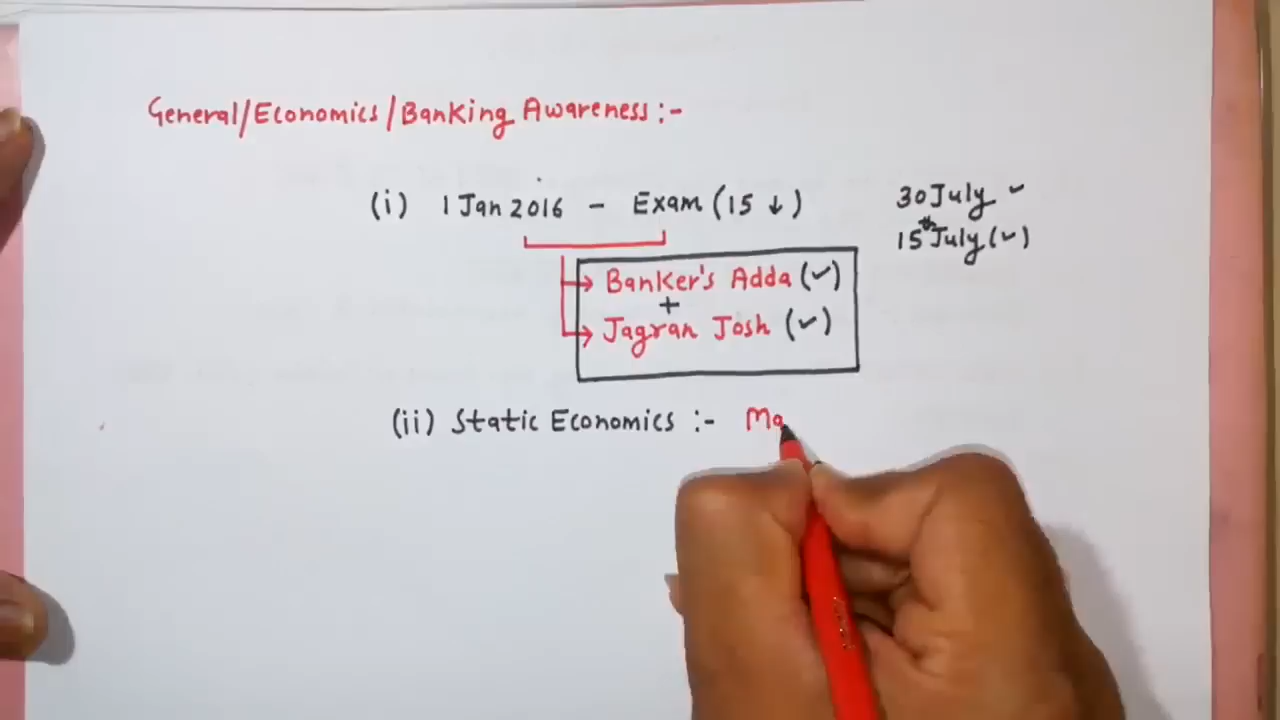 General/Economics/Banking Awareness:-
(i) 1 Jan 2016 - Exam (15 ↓)
30 July ✓
15th July (✓)
Banker's Adda (✓)
+
Jagran Josh (✓)
(ii) Static Economics :- Ma